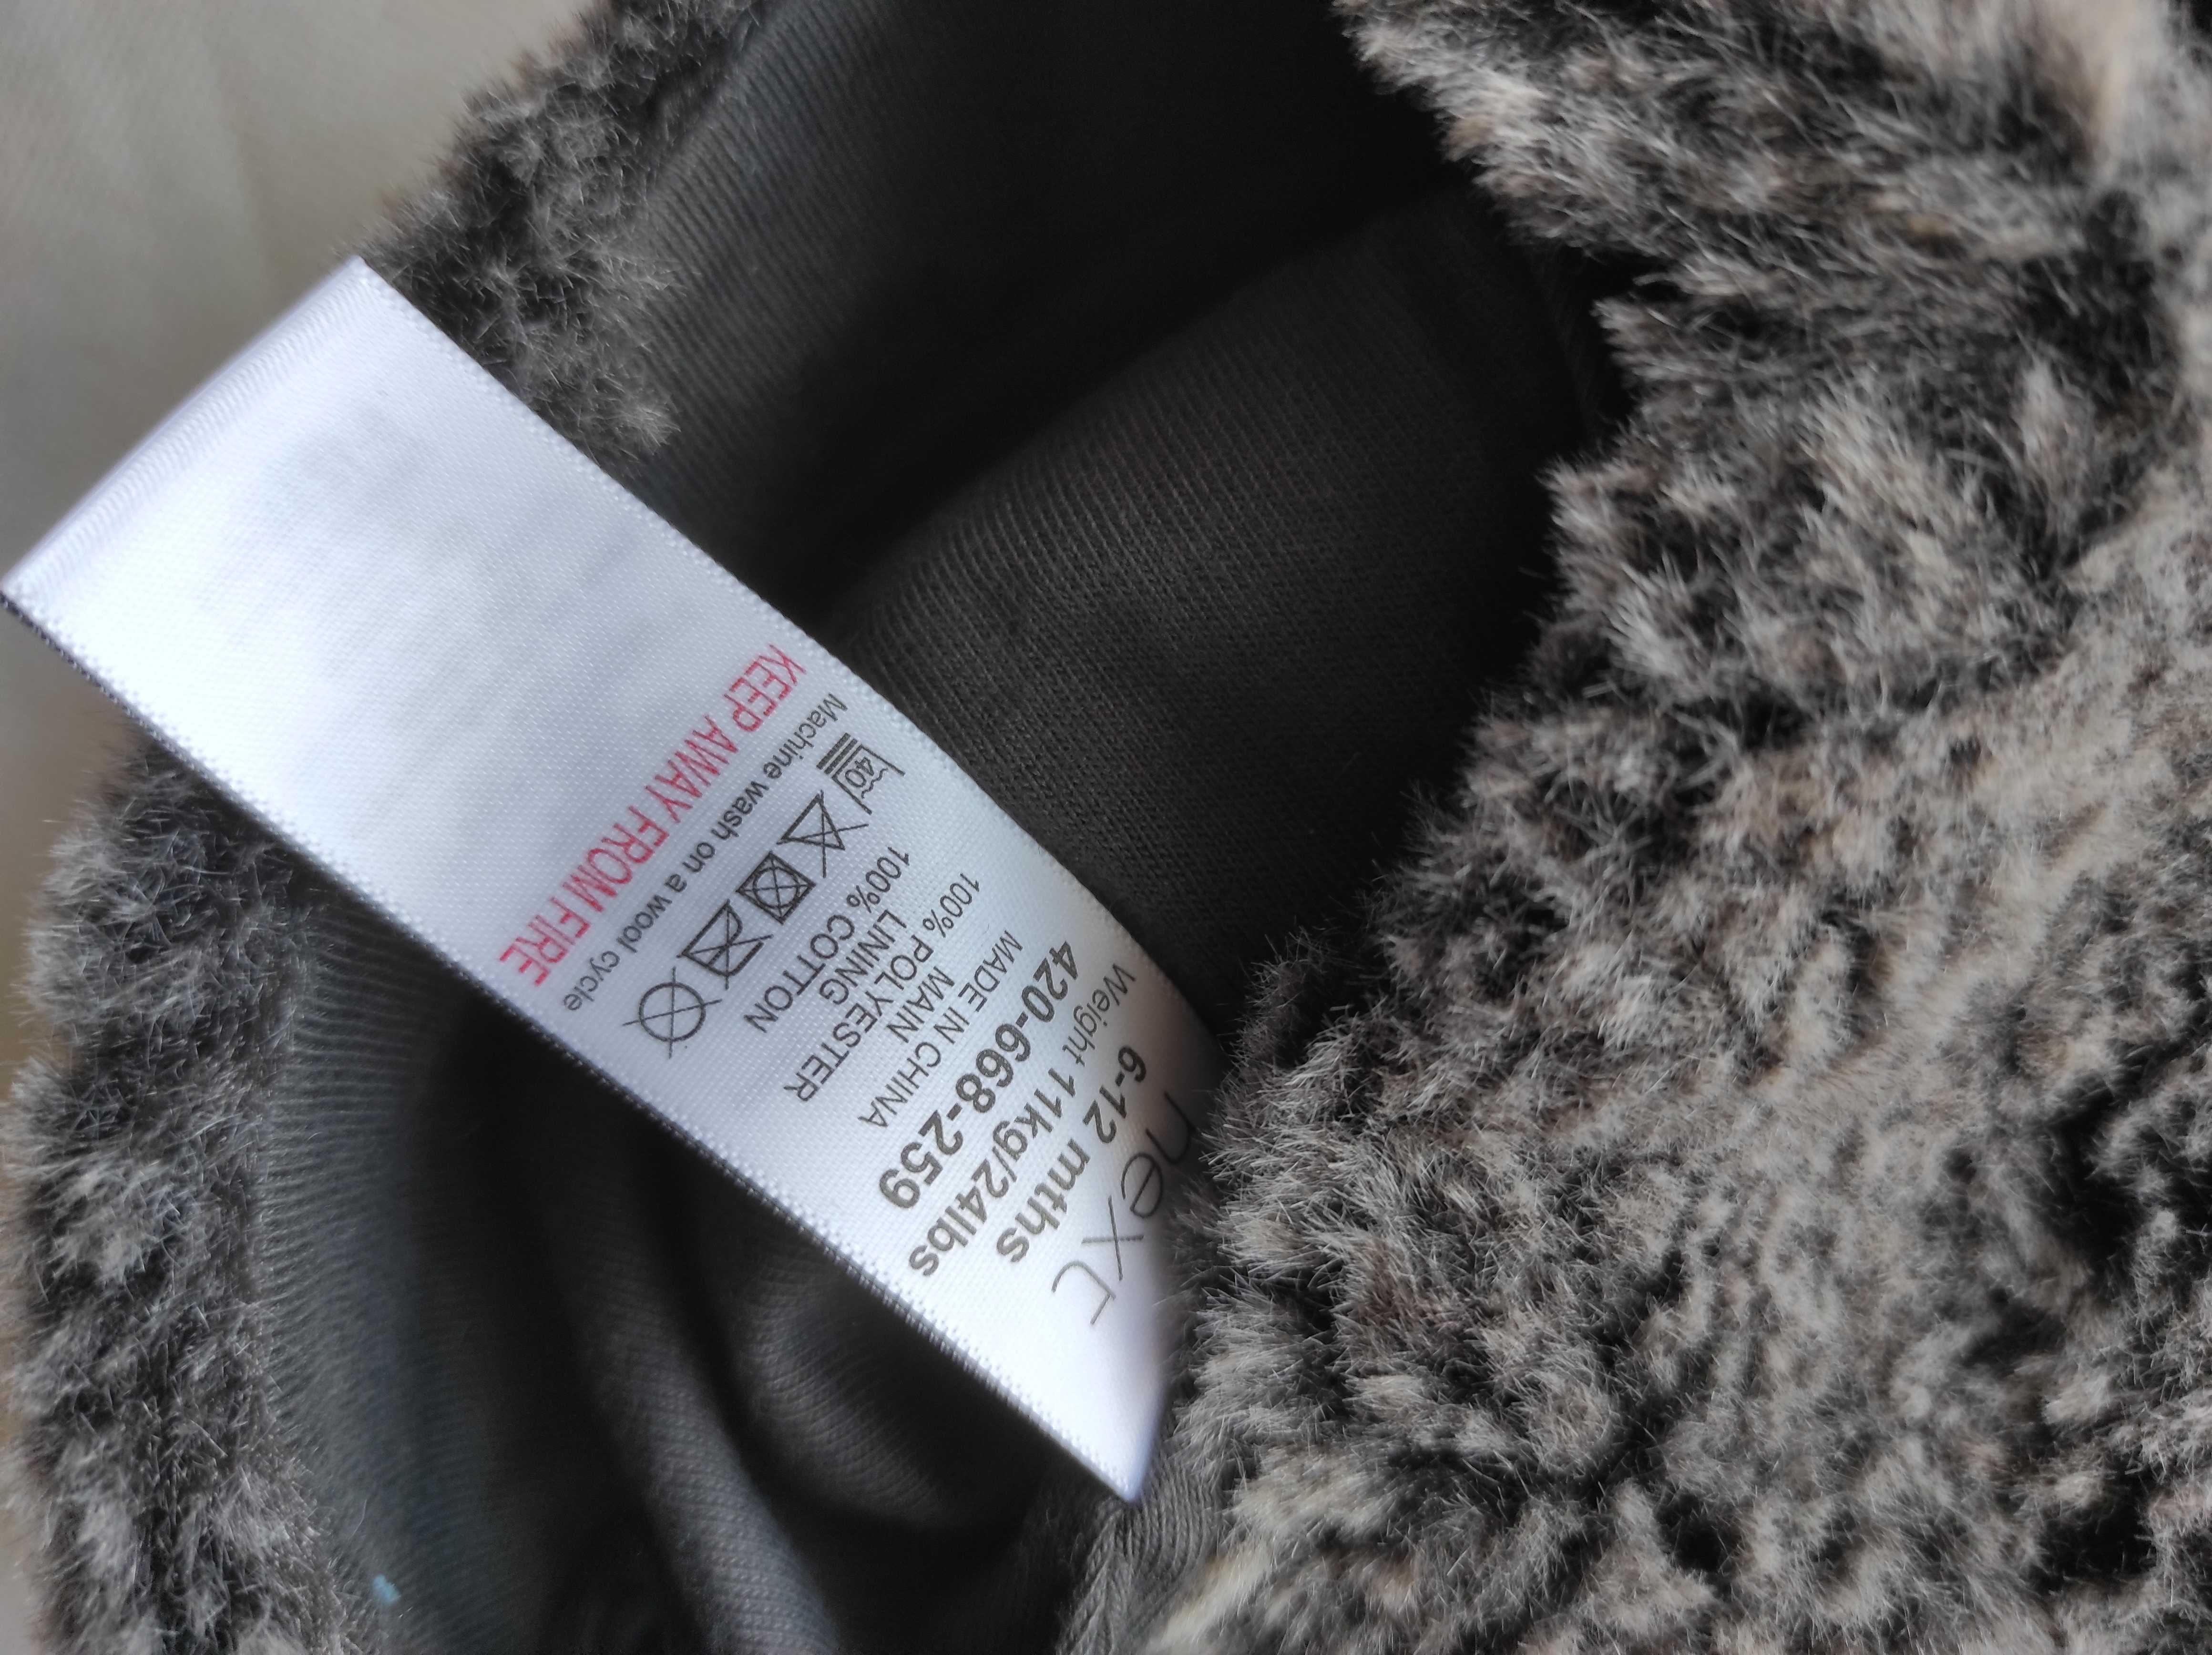 next
6-12 mths
Weight 11kg/24lbs
420-668-259
MADE IN CHINA
MAIN
100% POLYESTER
LINING
100% COTTON
40
Machine wash on a wool cycle
KEEP AWAY FROM FIRE